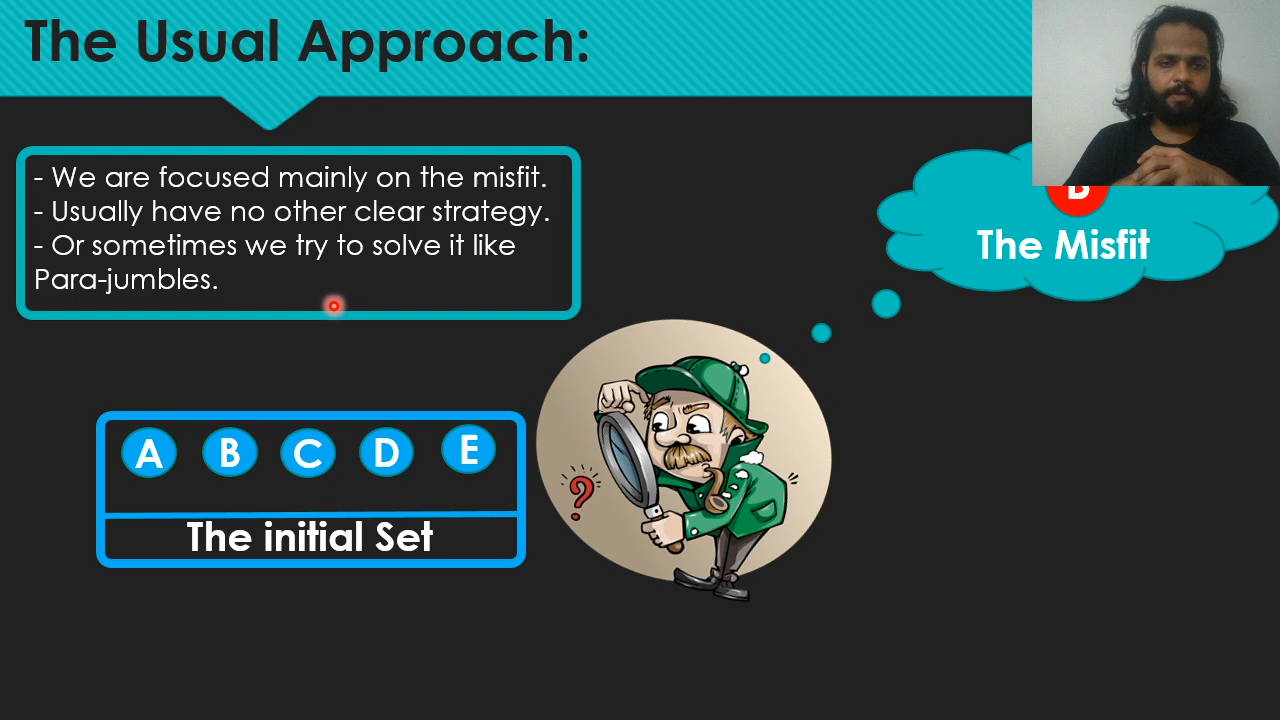 The Usual Approach:
- We are focused mainly on the misfit.
- Usually have no other clear strategy.
- Or sometimes we try to solve it like
Para-jumbles.
B
The Misfit
A B C D E
?
The initial Set